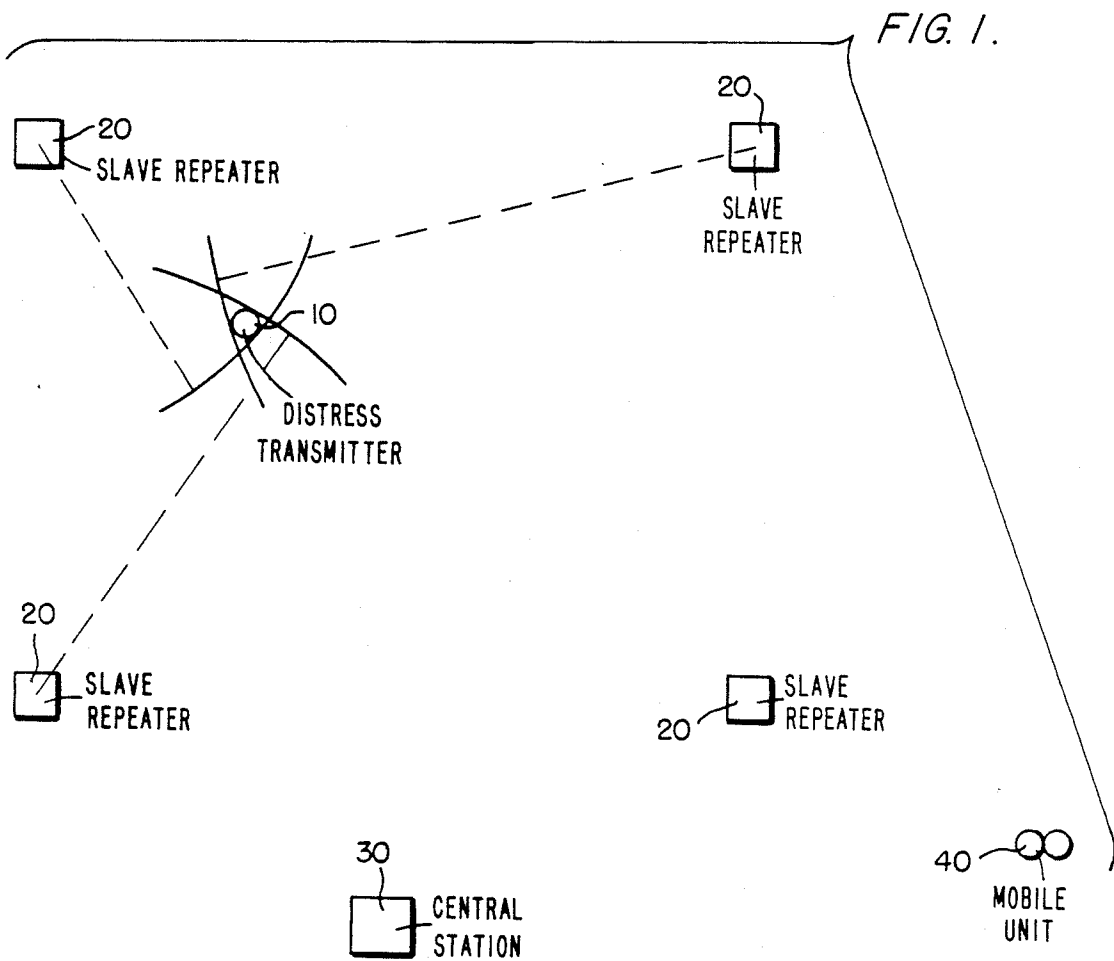 FIG. 1.
20
SLAVE REPEATER
20
SLAVE
REPEATER
10
DISTRESS
TRANSMITTER
20
SLAVE
REPEATER
20
SLAVE
REPEATER
30
CENTRAL
STATION
40
MOBILE
UNIT